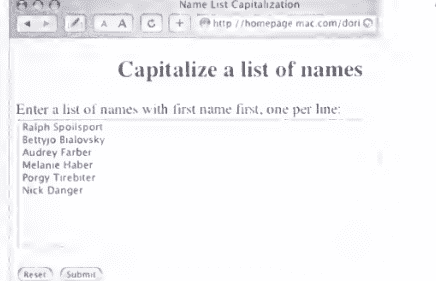 Name List Capitalization
A A C + http://homepage.mac.com/dori
Capitalize a list of names
Enter a list of names with first name first, one per line:
Ralph Spoilsport
Bettyjo Bialovsky
Audrey Farber
Melanie Haber
Porgy Tirebiter
Nick Danger
Reset Submit